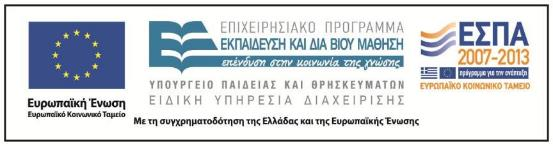 Ευρωπαϊκή Ένωση
Ευρωπαϊκό Κοινωνικό Ταμείο
ΕΠΙΧΕΙΡΗΣΙΑΚΟ ΠΡΟΓΡΑΜΜΑ
ΕΚΠΑΙΔΕΥΣΗ ΚΑΙ ΔΙΑ ΒΙΟΥ ΜΑΘΗΣΗ
επένδυση στην κοινωνία της γνώσης
ΥΠΟΥΡΓΕΙΟ ΠΑΙΔΕΙΑΣ ΚΑΙ ΘΡΗΣΚΕΥΜΑΤΩΝ
ΕΙΔΙΚΗ ΥΠΗΡΕΣΙΑ ΔΙΑΧΕΙΡΙΣΗΣ
Με τη συγχρηματοδότηση της Ελλάδας και της Ευρωπαϊκής Ένωσης
ΕΣΠΑ
2007-2013
πρόγραμμα για την ανάπτυξη
ΕΥΡΩΠΑΪΚΟ ΚΟΙΝΩΝΙΚΟ ΤΑΜΕΙΟ